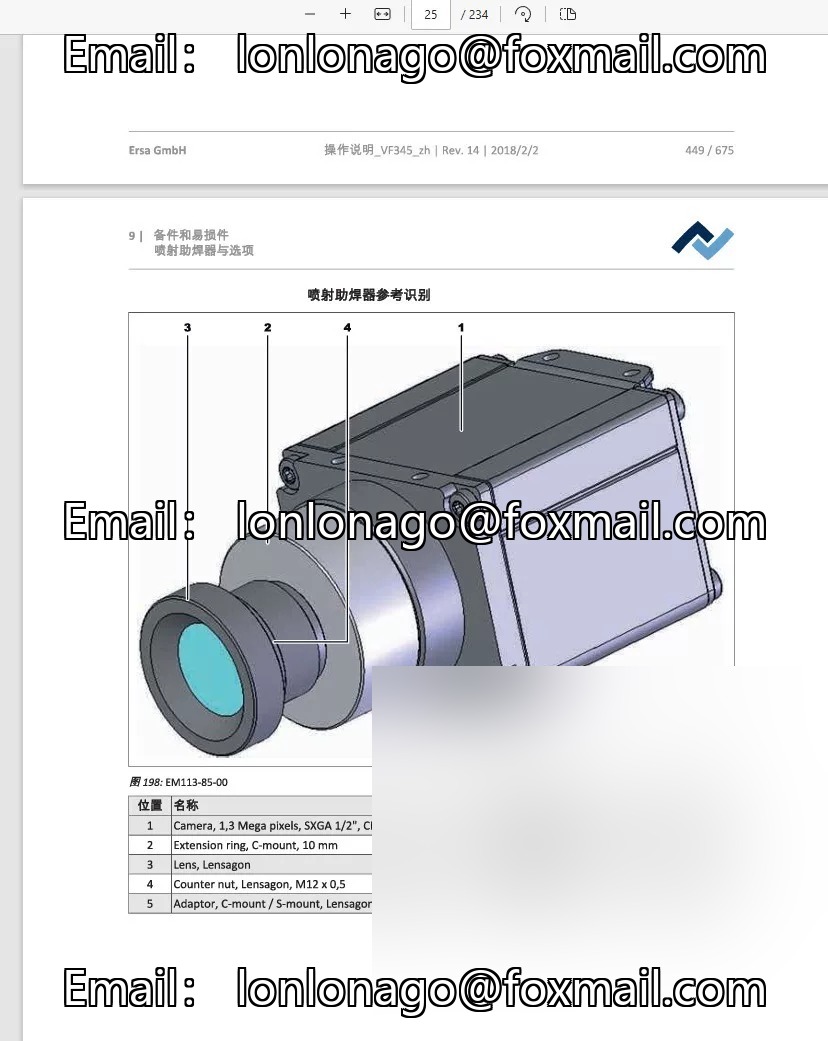 25 / 234
Email： lonlonago@foxmail.com
Ersa GmbH 操作说明_VF345_zh | Rev. 14 | 2018/2/2 449 / 675
9 | 备件和易损件
喷射助焊器与选项
喷射助焊器参考识别
3 2 4 1
Email： lonlonago@foxmail.com
图 198: EM113-85-00
位置 名称
1 Camera, 1,3 Mega pixels, SXGA 1/2",
2 Extension ring, C-mount, 10 mm
3 Lens, Lensagon
4 Counter nut, Lensagon, M12 x 0,5
5 Adaptor, C-mount / S-mount, Lensagon
Email： lonlonago@foxmail.com